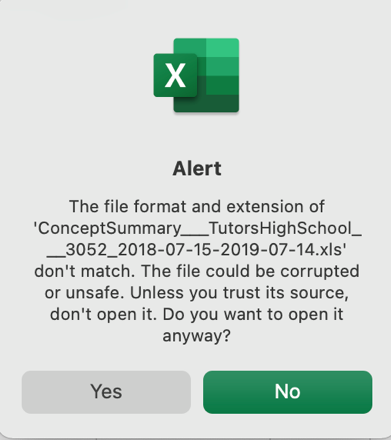 X
Alert
The file format and extension of
'ConceptSummary___TutorsHighSchool_
__3052_2018-07-15-2019-07-14.xls'
don't match. The file could be corrupted
or unsafe. Unless you trust its source,
don't open it. Do you want to open it
anyway?
Yes
No